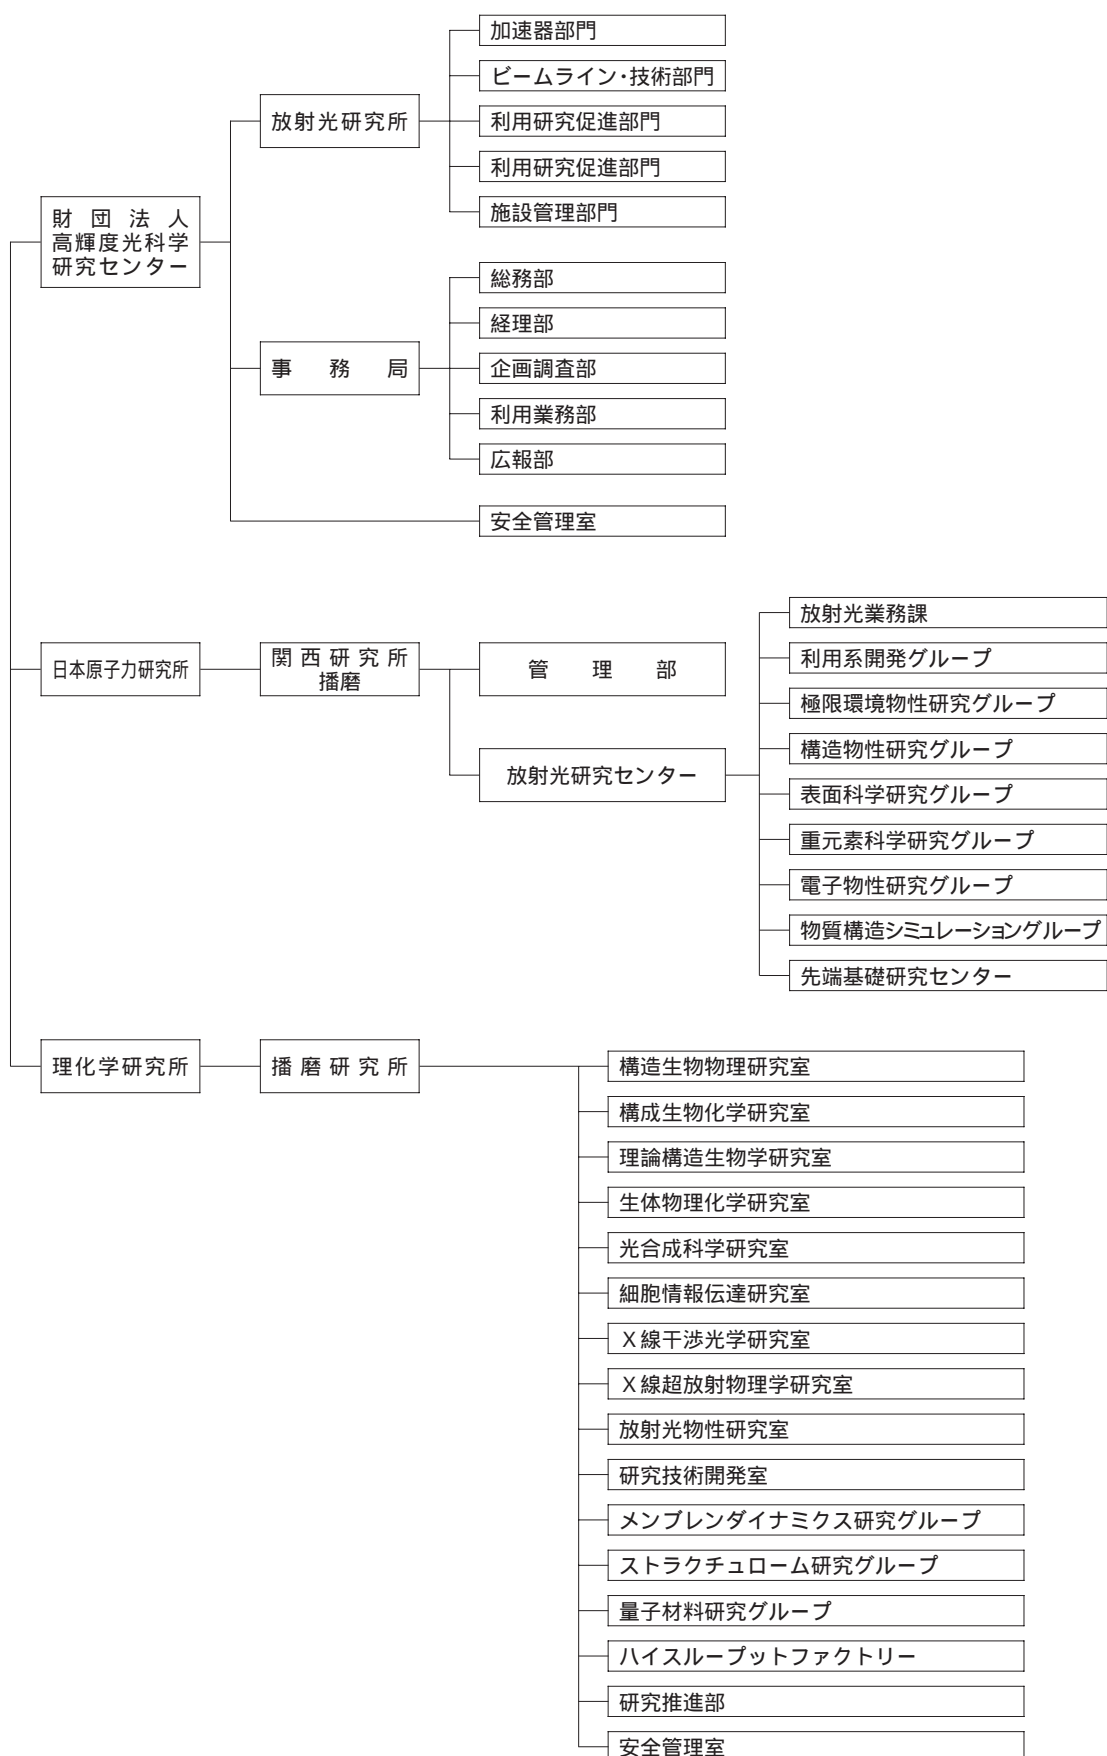 加速器部門
ビームライン・技術部門
放射光研究所
利用研究促進部門
利用研究促進部門
施設管理部門
財団法人
高輝度光科学
研究センター
総務部
経理部
事務局
企画調査部
利用業務部
広報部
安全管理室
日本原子力研究所
関西研究所
播磨
管理部
放射光研究センター
放射光業務課
利用系開発グループ
極限環境物性研究グループ
構造物性研究グループ
表面科学研究グループ
重元素科学研究グループ
電子物性研究グループ
物質構造シミュレーショングループ
先端基礎研究センター
理化学研究所
播磨研究所
構造生物物理研究室
構成生物化学研究室
理論構造生物学研究室
生体物理化学研究室
光合成科学研究室
細胞情報伝達研究室
X線干渉光学研究室
X線超放射物理学研究室
放射光物性研究室
研究技術開発室
メンブレンダイナミクス研究グループ
ストラクチュローム研究グループ
量子材料研究グループ
ハイスループットファクトリー
研究推進部
安全管理室